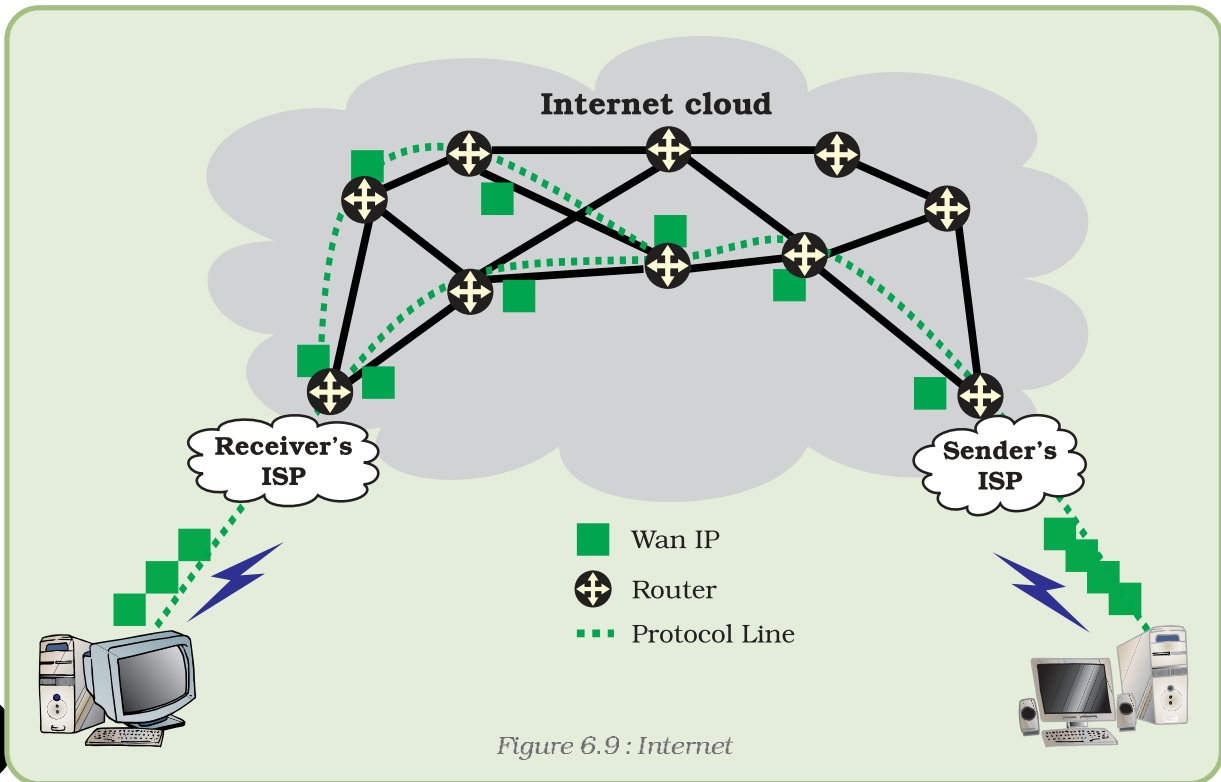 Internet cloud
Receiver's
ISP
Sender's
ISP
Wan IP
Router
Protocol Line
Figure 6.9 : Internet